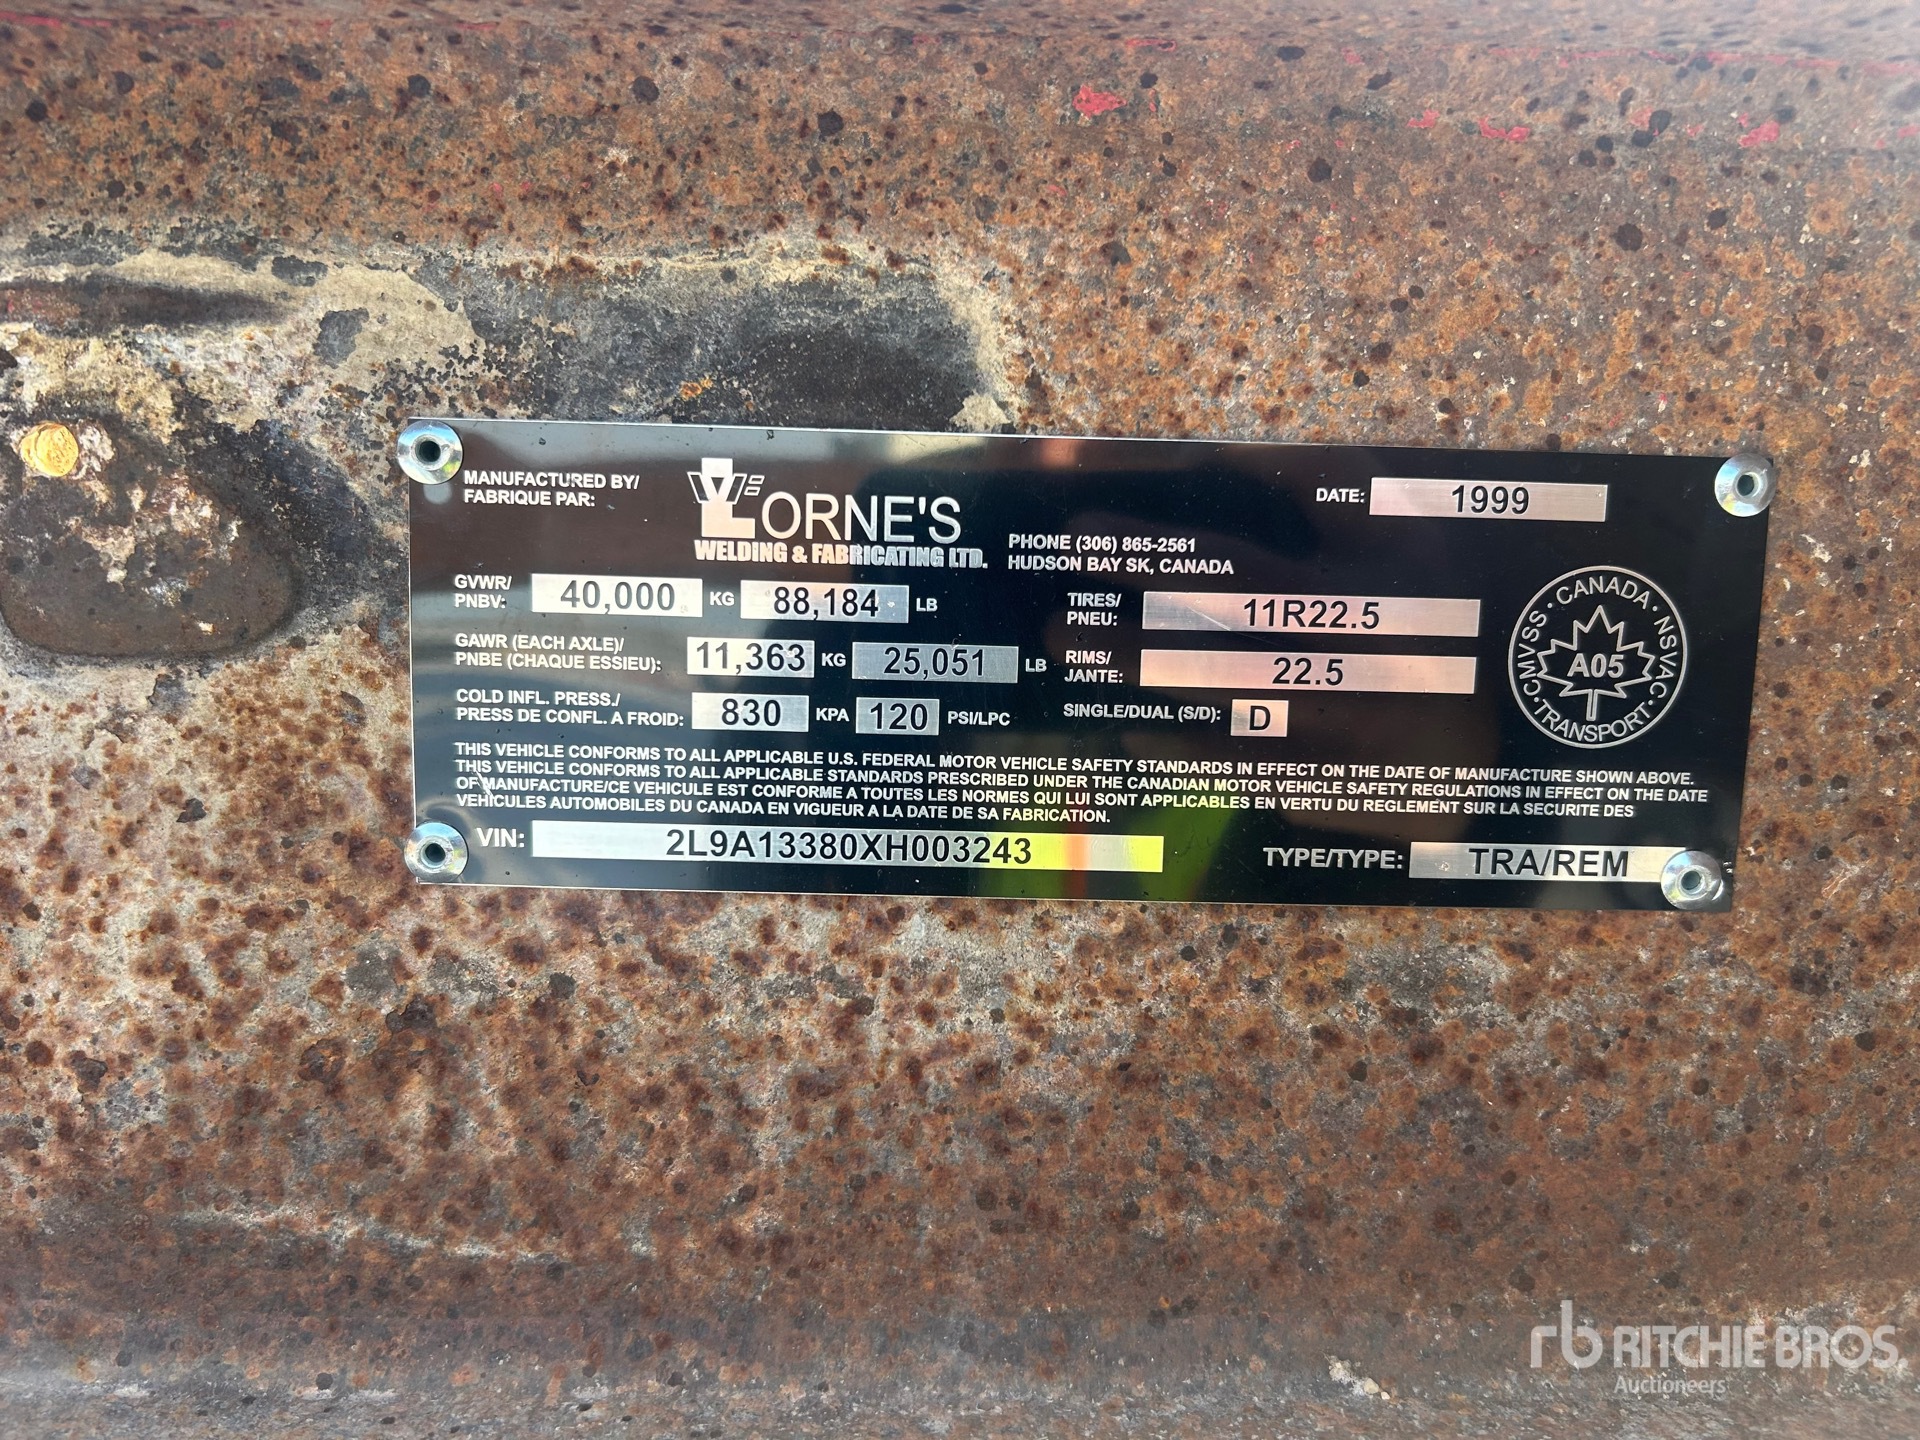 MANUFACTURED BY/
FABRIQUE PAR:
LORNE'S
WELDING & FABRICATING LTD.
PHONE (306) 865-2561
HUDSON BAY SK, CANADA
DATE: 1999
GVWR/
PNBV: 40,000 KG 88,184 LB
TIRES/
PNEU: 11R22.5
GAWR (EACH AXLE)/
PNBE (CHAQUE ESSIEU): 11,363 KG 25,051 LB
RIMS/
JANTE: 22.5
COLD INFL. PRESS./
PRESS DE CONFL. A FROID: 830 KPA 120 PSI/LPC
SINGLE/DUAL (S/D): D
CANADA · NSVAC · TRANSPORT · CMVSS ·
A05
THIS VEHICLE CONFORMS TO ALL APPLICABLE U.S. FEDERAL MOTOR VEHICLE SAFETY STANDARDS IN EFFECT ON THE DATE OF MANUFACTURE SHOWN ABOVE.
THIS VEHICLE CONFORMS TO ALL APPLICABLE STANDARDS PRESCRIBED UNDER THE CANADIAN MOTOR VEHICLE SAFETY REGULATIONS IN EFFECT ON THE DATE
OF MANUFACTURE/CE VEHICULE EST CONFORME A TOUTES LES NORMES QUI LUI SONT APPLICABLES EN VERTU DU REGLEMENT SUR LA SECURITE DES
VEHICULES AUTOMOBILES DU CANADA EN VIGUEUR A LA DATE DE SA FABRICATION.
VIN: 2L9A13380XH003243
TYPE/TYPE: TRA/REM
rb RITCHIE BROS.
Auctioneers